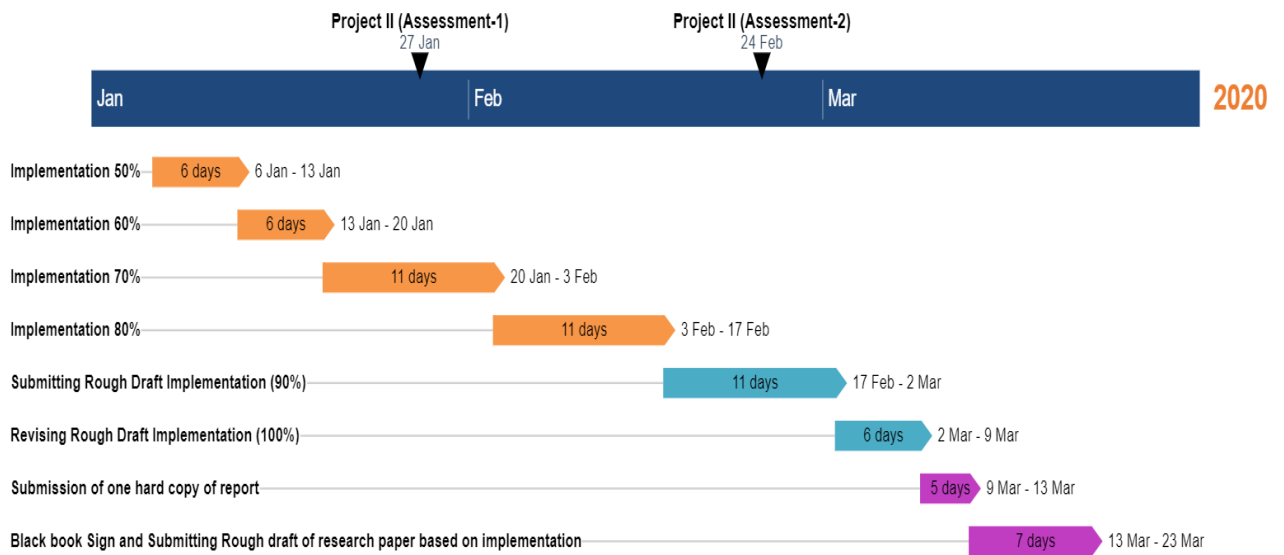 Project II (Assessment-1)
27 Jan
Project II (Assessment-2)
24 Feb
Jan
Feb
Mar
2020
Implementation 50%
6 days
6 Jan - 13 Jan
Implementation 60%
6 days
13 Jan - 20 Jan
Implementation 70%
11 days
20 Jan - 3 Feb
Implementation 80%
11 days
3 Feb - 17 Feb
Submitting Rough Draft Implementation (90%)
11 days
17 Feb - 2 Mar
Revising Rough Draft Implementation (100%)
6 days
2 Mar - 9 Mar
Submission of one hard copy of report
5 days
9 Mar - 13 Mar
Black book Sign and Submitting Rough draft of research paper based on implementation
7 days
13 Mar - 23 Mar